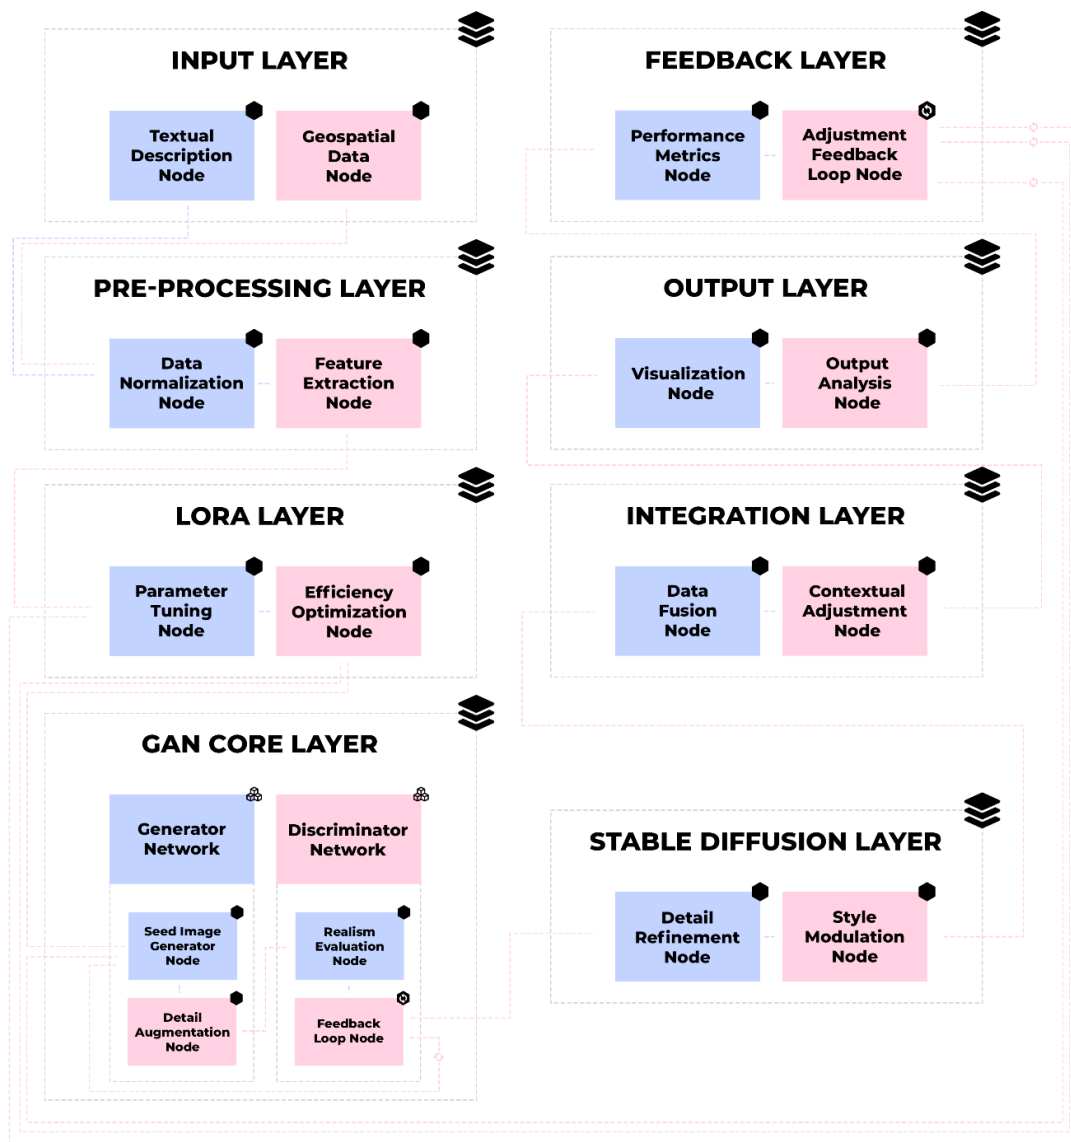 INPUT LAYER
Textual
Description
Node
Geospatial
Data
Node
PRE-PROCESSING LAYER
Data
Normalization
Node
Feature
Extraction
Node
LORA LAYER
Parameter
Tuning
Node
Efficiency
Optimization
Node
GAN CORE LAYER
Generator
Network
Seed Image
Generator
Node
Detail
Augmentation
Node
Discriminator
Network
Realism
Evaluation
Node
Feedback
Loop Node
FEEDBACK LAYER
Performance
Metrics
Node
Adjustment
Feedback
Loop Node
OUTPUT LAYER
Visualization
Node
Output
Analysis
Node
INTEGRATION LAYER
Data
Fusion
Node
Contextual
Adjustment
Node
STABLE DIFFUSION LAYER
Detail
Refinement
Node
Style
Modulation
Node